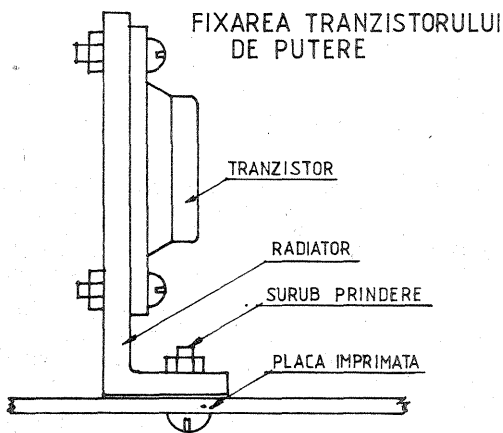 FIXAREA TRANZISTORULUI
DE PUTERE
TRANZISTOR
RADIATOR
SURUB PRINDERE
PLACA IMPRIMATA